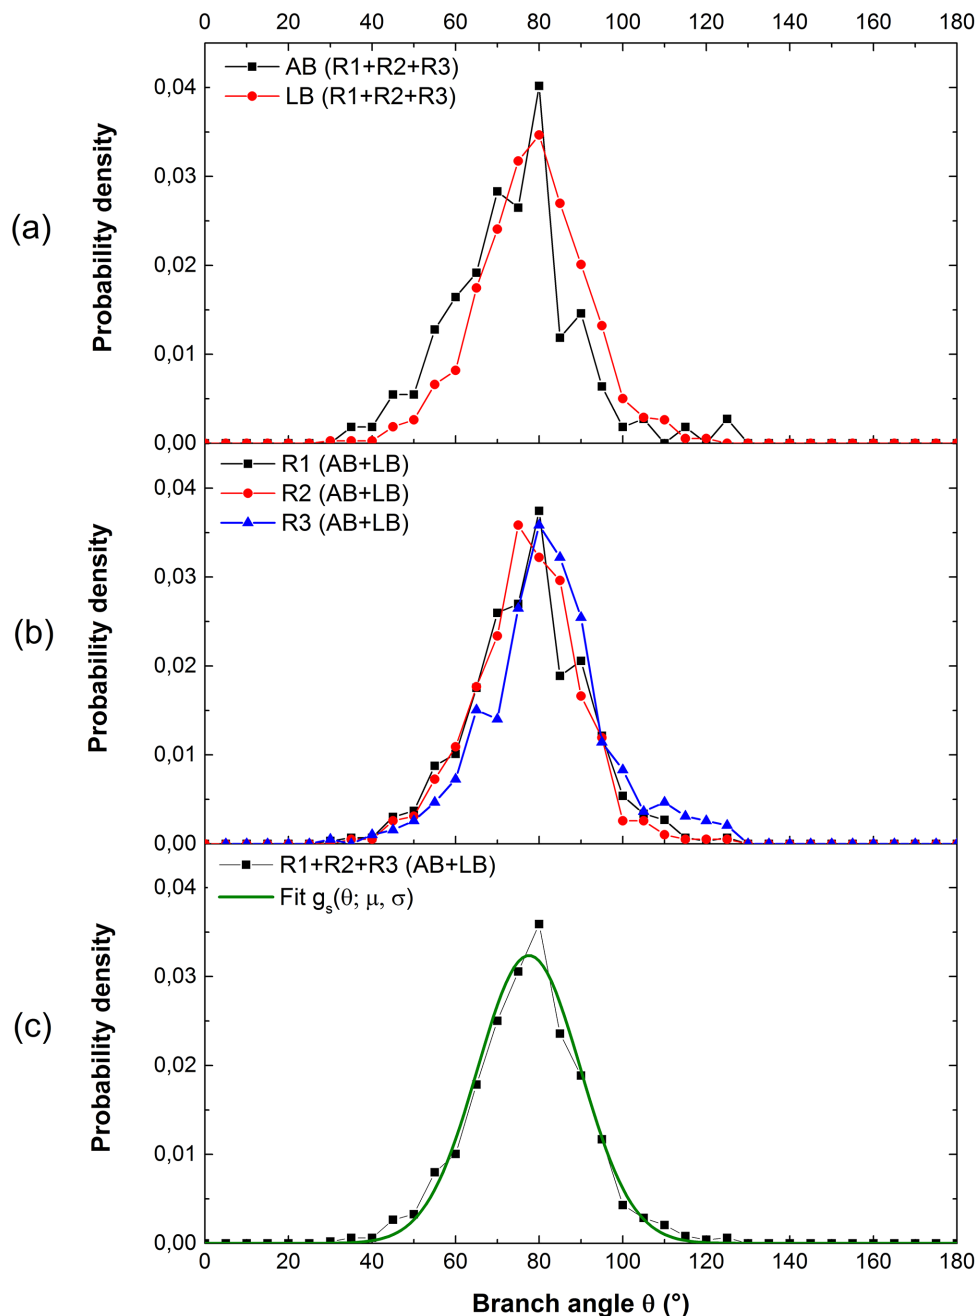 0 20 40 60 80 100 120 140 160 180
AB (R1+R2+R3)
LB (R1+R2+R3)
0,04
0,03
0,02
0,01
0,00
Probability density
(a)
R1 (AB+LB)
R2 (AB+LB)
R3 (AB+LB)
0,04
0,03
0,02
0,01
0,00
Probability density
(b)
R1+R2+R3 (AB+LB)
Fit gs(θ; μ, σ)
0,04
0,03
0,02
0,01
0,00
Probability density
(c)
0 20 40 60 80 100 120 140 160 180
Branch angle θ (°)